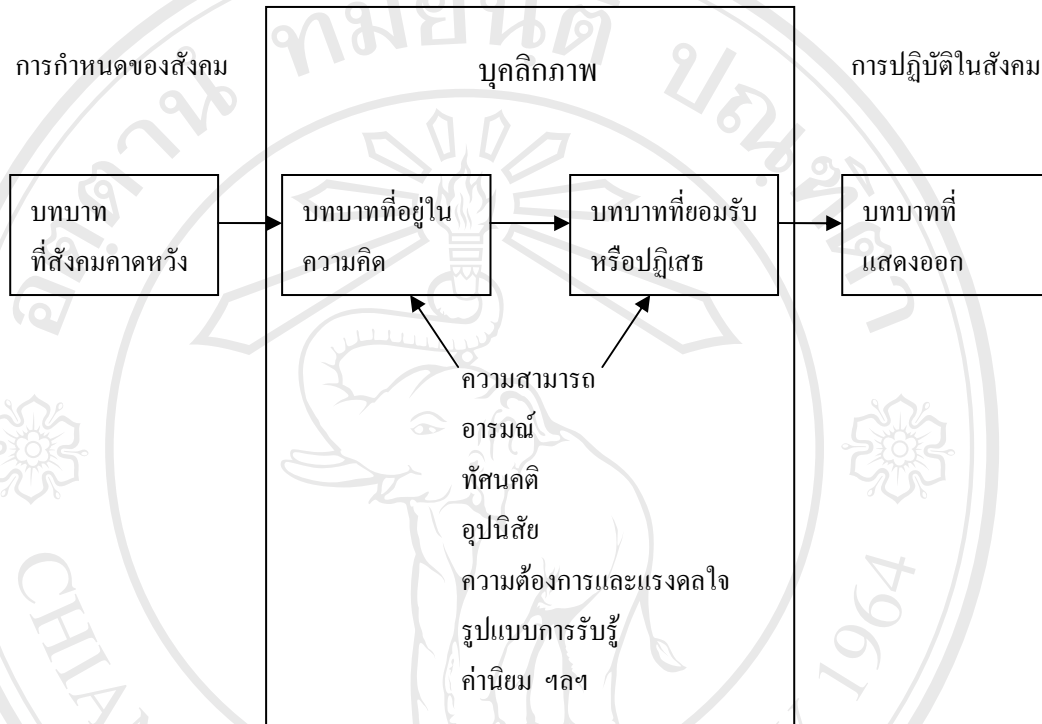 การกำหนดของสังคม
บุคลิกภาพ
การปฏิบัติในสังคม
บทบาท
ที่สังคมคาดหวัง
บทบาทที่อยู่ใน
ความคิด
บทบาทที่ยอมรับ
หรือปฏิเสธ
บทบาทที่
แสดงออก
ความสามารถ
อารมณ์
ทัศนคติ
อุปนิสัย
ความต้องการและแรงดลใจ
รูปแบบการรับรู้
ค่านิยม ฯลฯ
1964